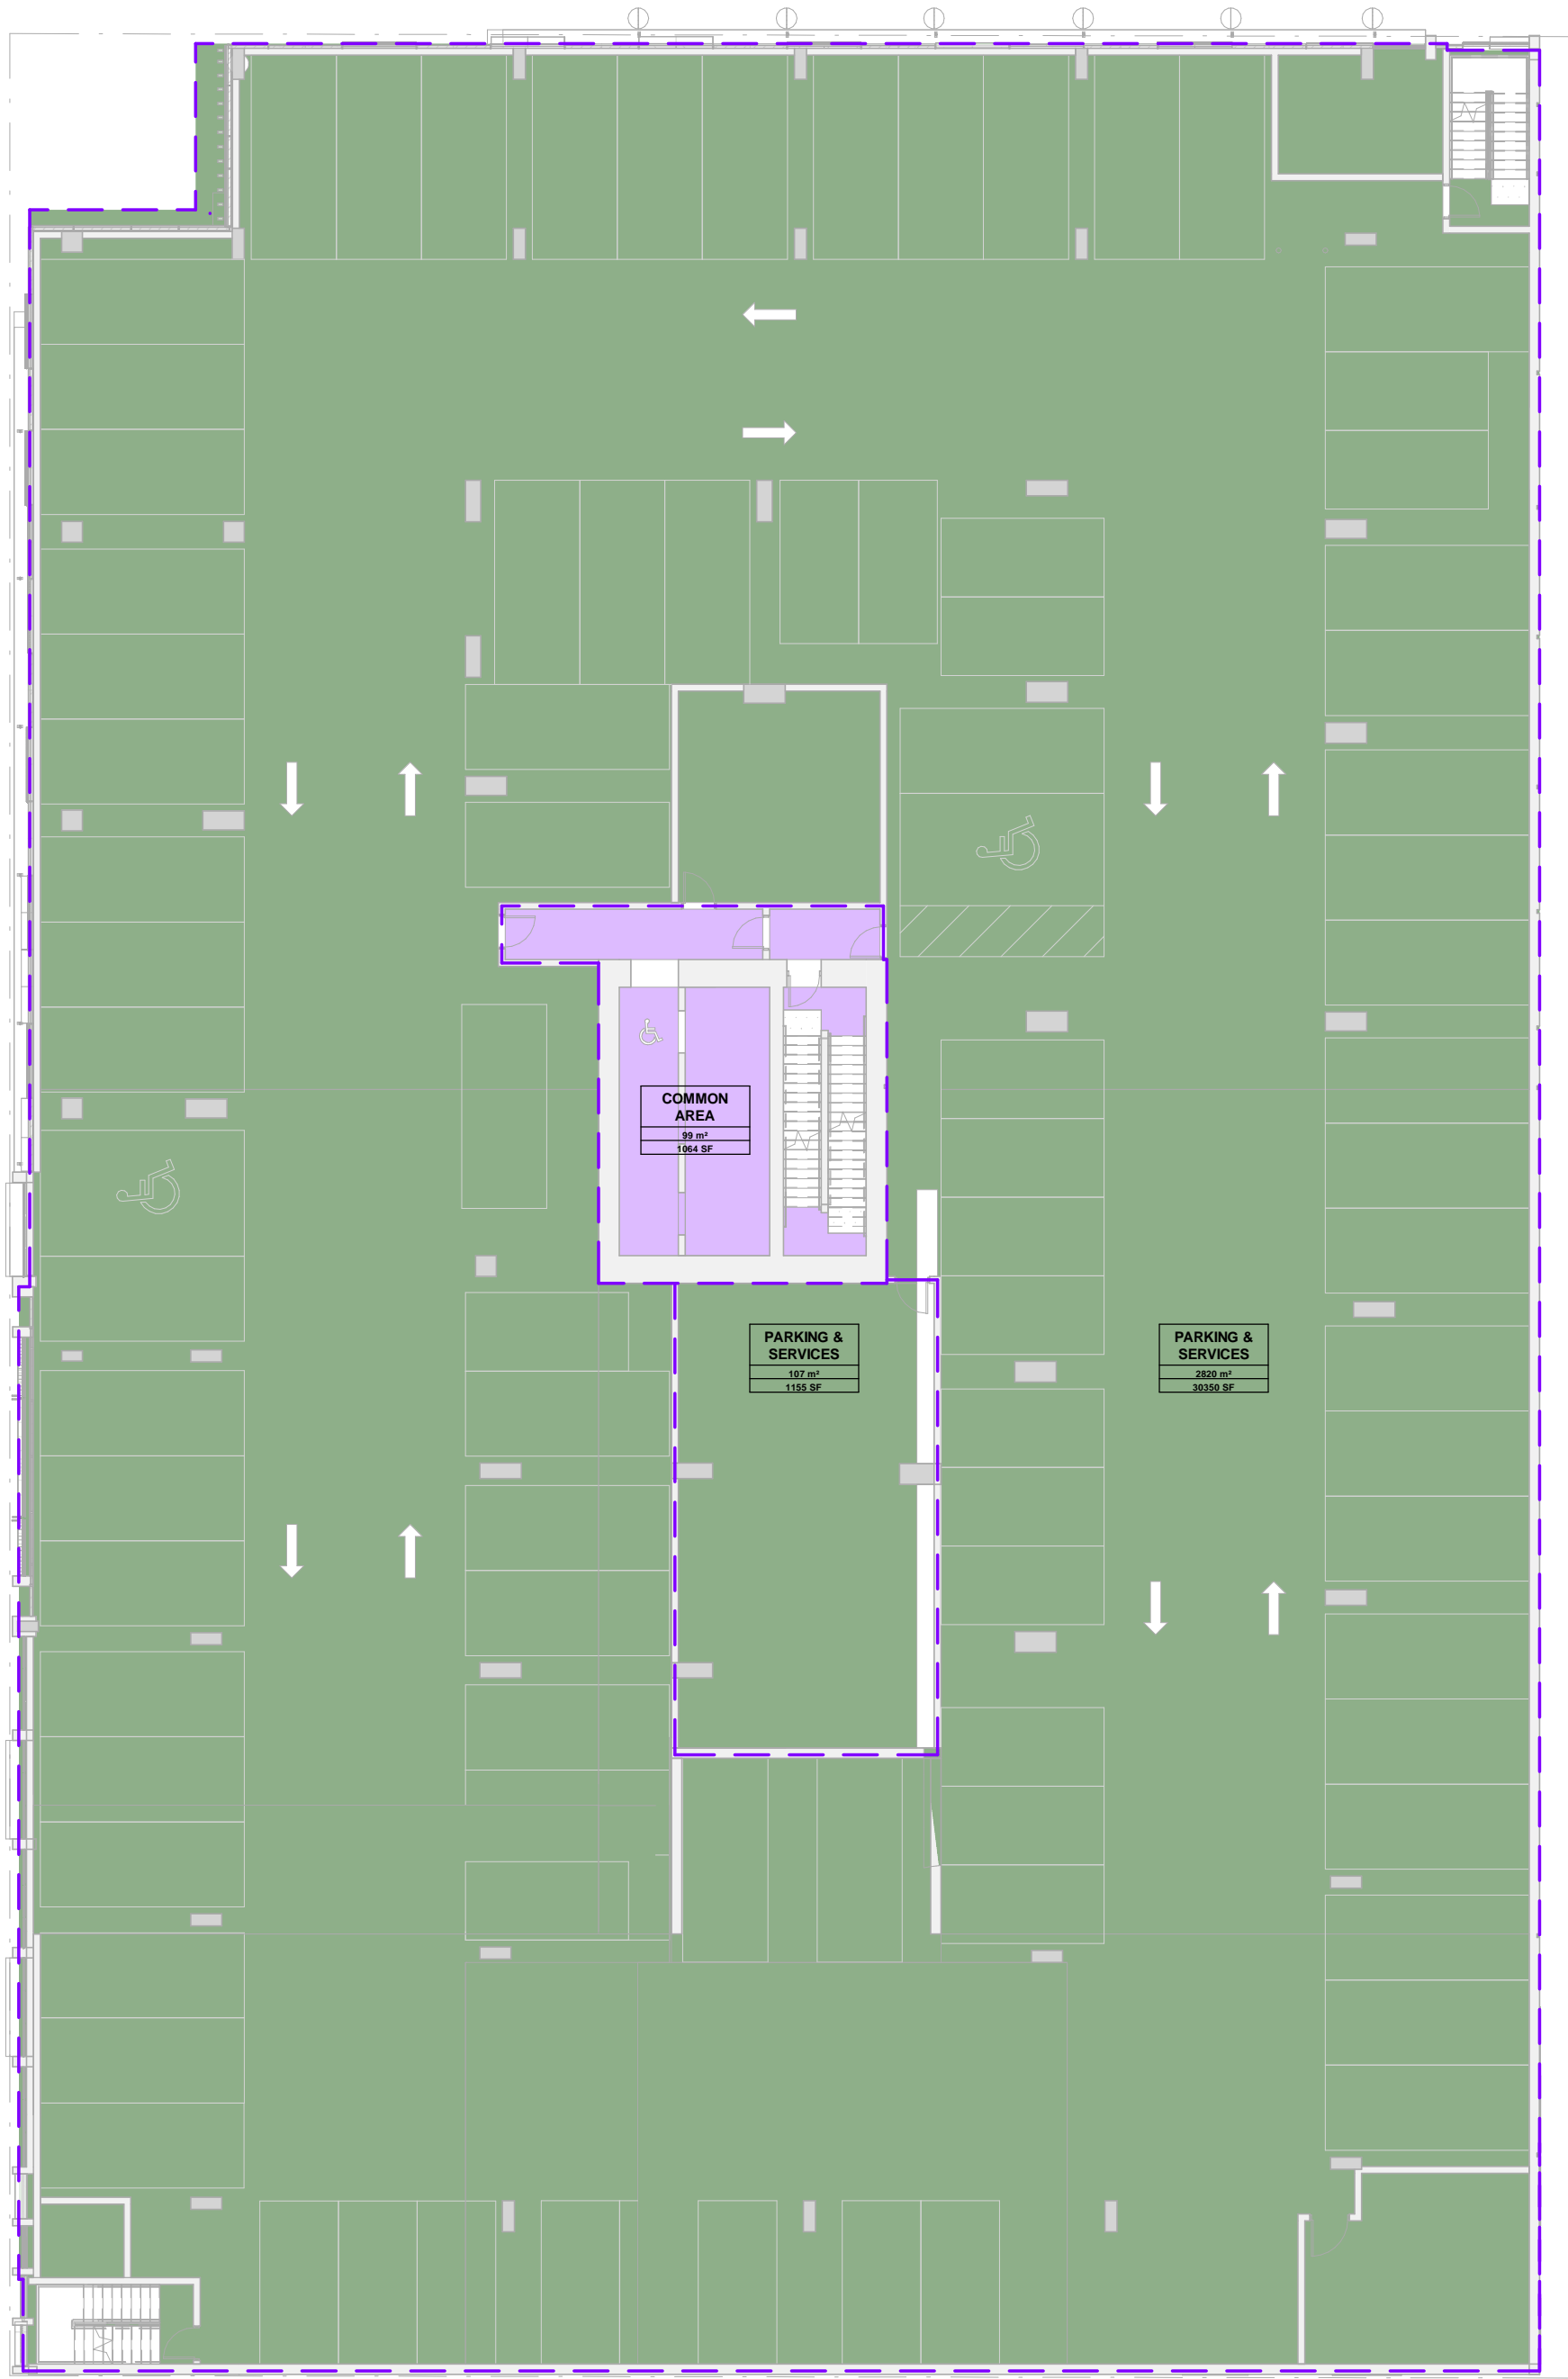 COMMON
AREA
99 m²
1064 SF
PARKING &
SERVICES
107 m²
1155 SF
PARKING &
SERVICES
2820 m²
30350 SF